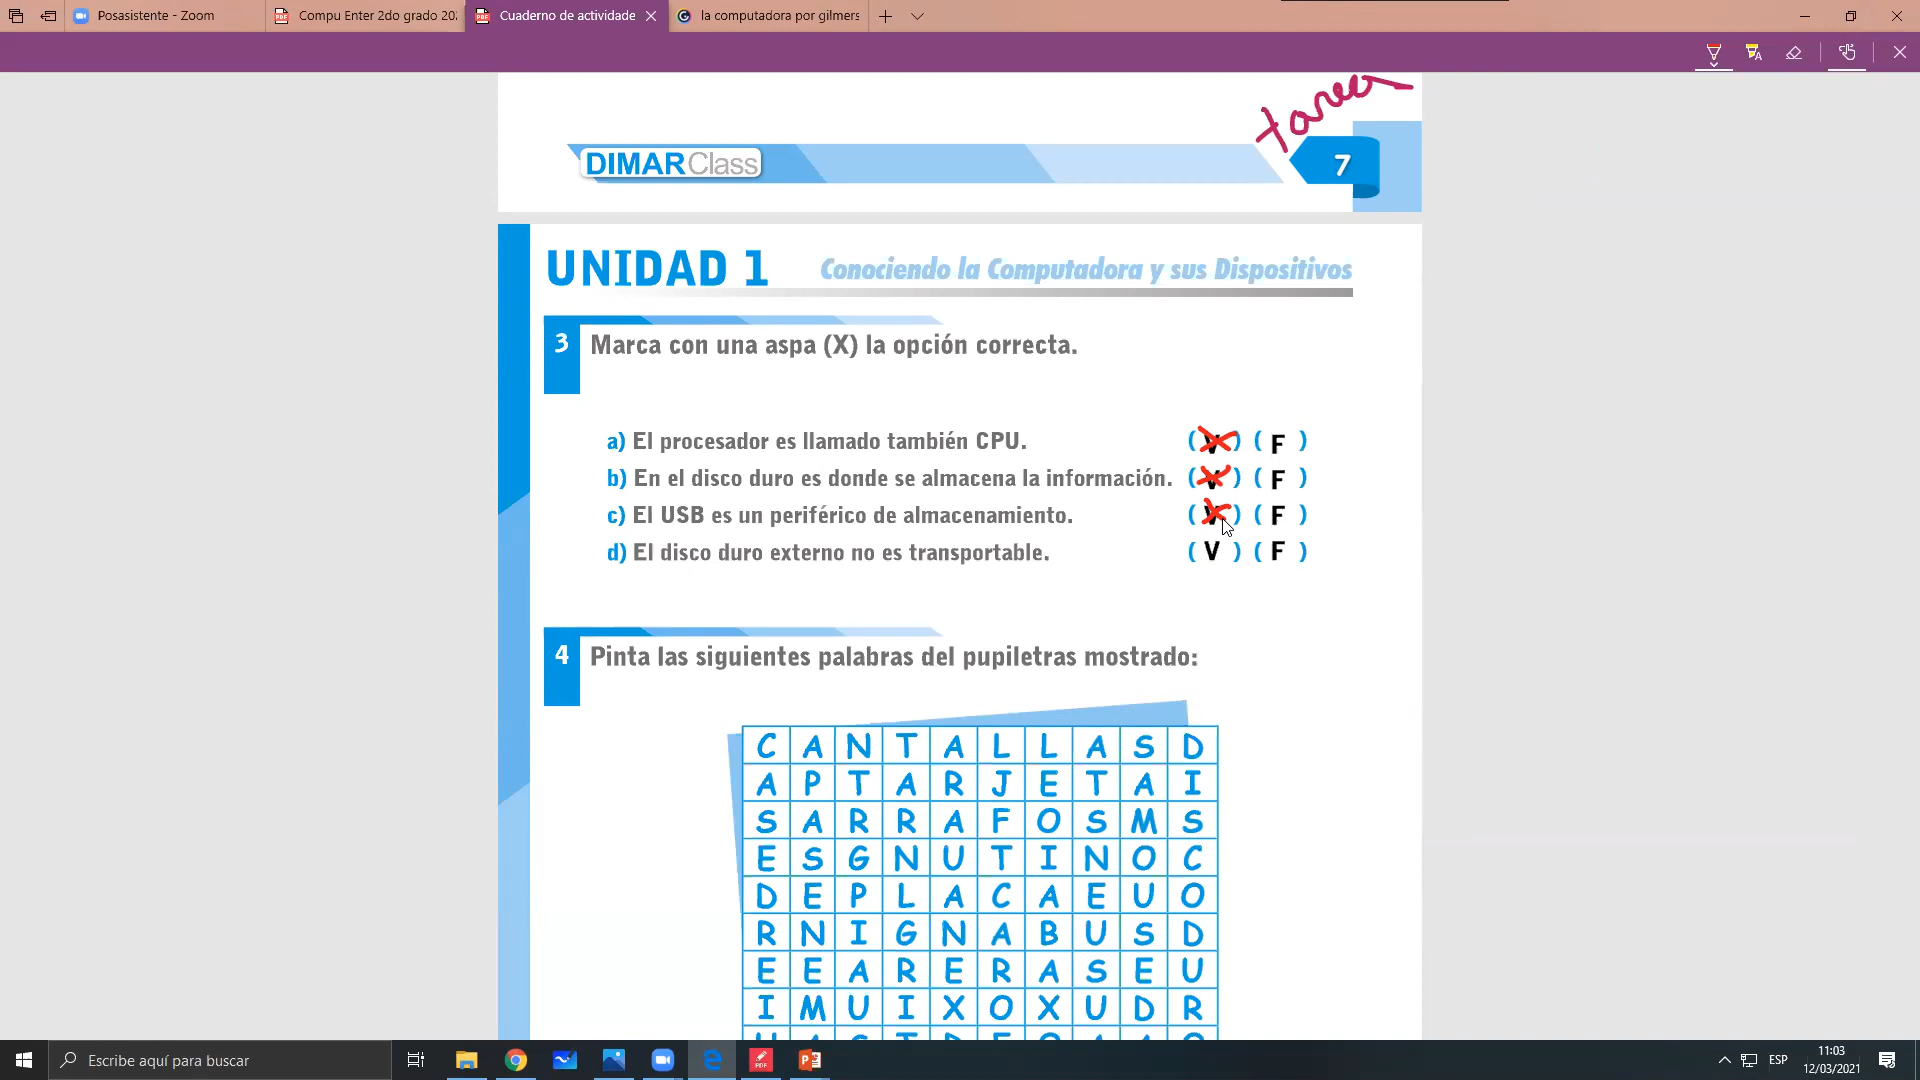 Posasistente - Zoom
Compu Enter 2do grado 202
Cuaderno de actividade
la computadora por gilmers
tarea
DIMARClass
7
UNIDAD 1
Conociendo la Computadora y sus Dispositivos
3 Marca con una aspa (X) la opción correcta.
a) El procesador es llamado también CPU. ( V ) ( F )
b) En el disco duro es donde se almacena la información. ( V ) ( F )
c) El USB es un periférico de almacenamiento. ( V ) ( F )
d) El disco duro externo no es transportable. ( V ) ( F )
4 Pinta las siguientes palabras del pupiletras mostrado:
C A N T A L L A S D
A P T A R J E T A I
S A R R A F O S M S
E S G N U T I N O C
D E P L A C A E U O
R N I G N A B U S D
E E A R E R A S E U
I M U I X O X U D R
Escribe aquí para buscar
ESP
11:03
12/03/2021